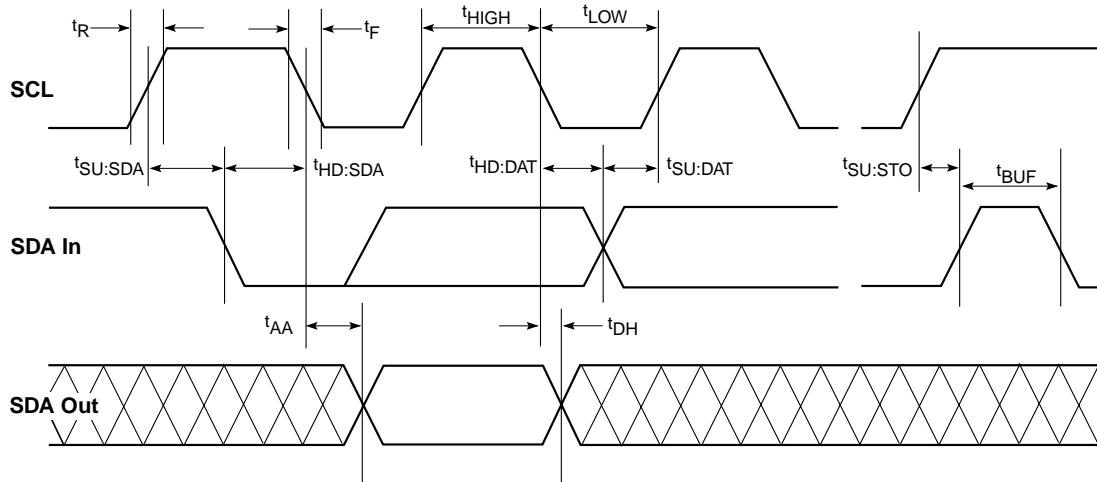 tR
tF
tHIGH
tLOW
SCL
tSU:SDA
tHD:SDA
tHD:DAT
tSU:DAT
tSU:STO
tBUF
SDA In
tAA
tDH
SDA Out